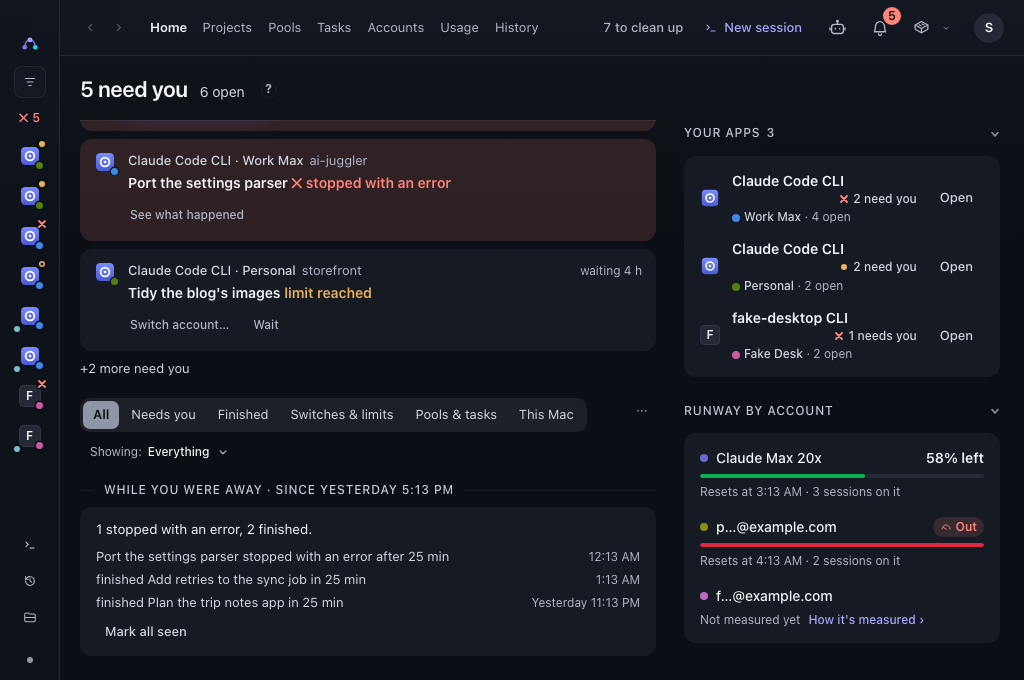 Home Projects Pools Tasks Accounts Usage History 7 to clean up New session 5 S
5 need you 6 open ?
5
F
F
Claude Code CLI · Work Max ai-juggler
Port the settings parser stopped with an error
See what happened
Claude Code CLI · Personal storefront waiting 4 h
Tidy the blog's images limit reached
Switch account... Wait
+2 more need you
All Needs you Finished Switches & limits Pools & tasks This Mac ...
Showing: Everything
WHILE YOU WERE AWAY · SINCE YESTERDAY 5:13 PM
1 stopped with an error, 2 finished.
Port the settings parser stopped with an error after 25 min 12:13 AM
finished Add retries to the sync job in 25 min 1:13 AM
finished Plan the trip notes app in 25 min Yesterday 11:13 PM
Mark all seen
YOUR APPS 3
Claude Code CLI
2 need you Open
Work Max · 4 open
Claude Code CLI
2 need you Open
Personal · 2 open
fake-desktop CLI
F 1 needs you Open
Fake Desk · 2 open
RUNWAY BY ACCOUNT
Claude Max 20x 58% left
Resets at 3:13 AM · 3 sessions on it
p...@example.com Out
Resets at 4:13 AM · 2 sessions on it
f...@example.com
Not measured yet How it's measured ›